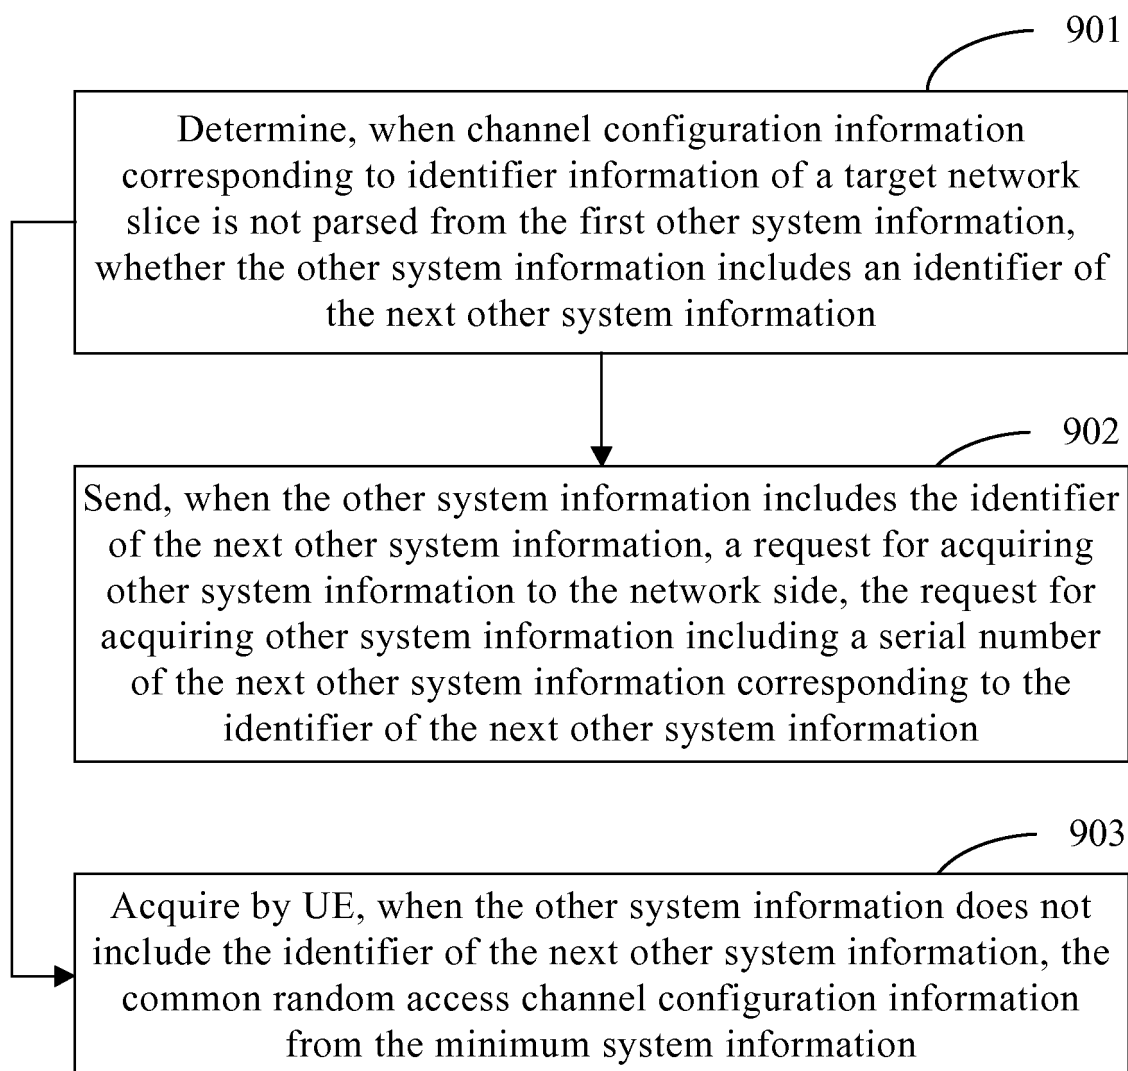 901
Determine, when channel configuration information
corresponding to identifier information of a target network
slice is not parsed from the first other system information,
whether the other system information includes an identifier of
the next other system information
902
Send, when the other system information includes the identifier
of the next other system information, a request for acquiring
other system information to the network side, the request for
acquiring other system information including a serial number
of the next other system information corresponding to the
identifier of the next other system information
903
Acquire by UE, when the other system information does not
include the identifier of the next other system information, the
common random access channel configuration information
from the minimum system information